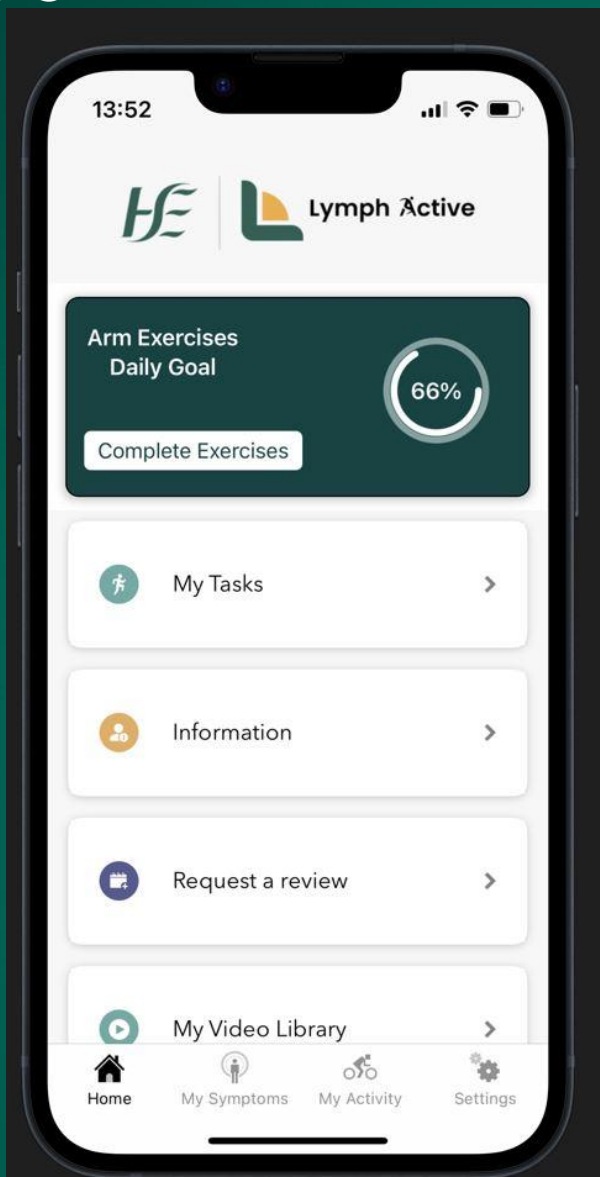 13:52
HSE
Lymph Active
Arm Exercises
Daily Goal
66%
Complete Exercises
My Tasks
Information
Request a review
My Video Library
Home
My Symptoms
My Activity
Settings